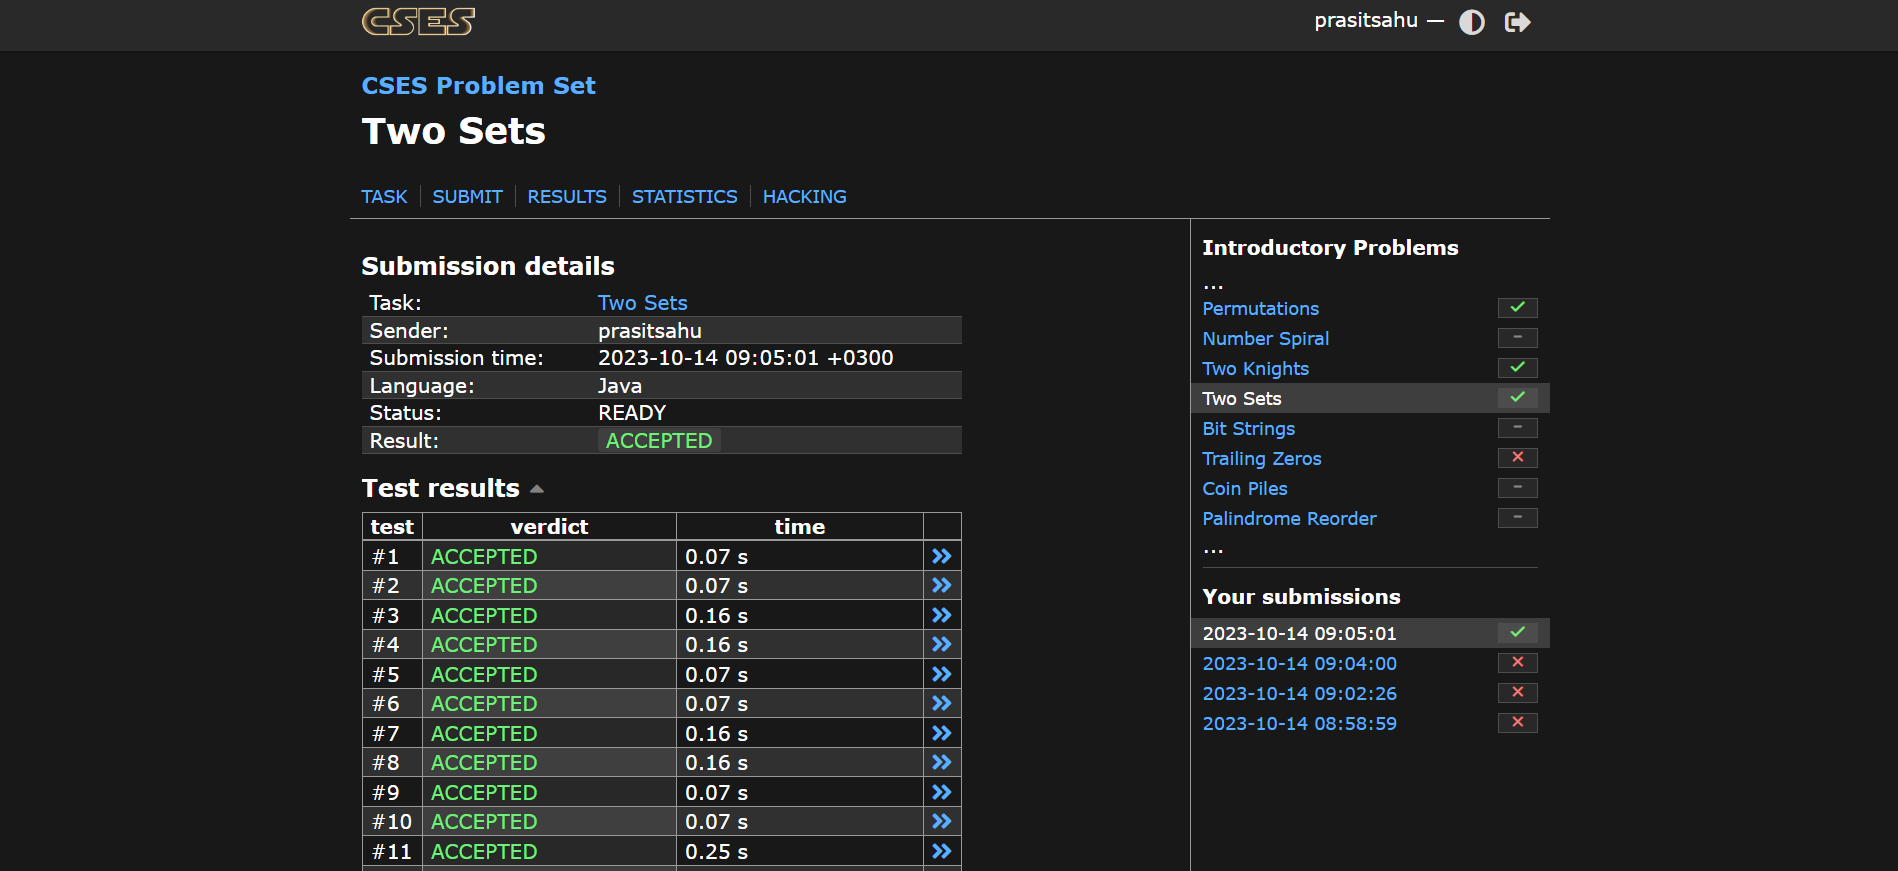 CSES
prasitsahu —
CSES Problem Set
Two Sets
TASK SUBMIT RESULTS STATISTICS HACKING
Submission details
Task: Two Sets
Sender: prasitsahu
Submission time: 2023-10-14 09:05:01 +0300
Language: Java
Status: READY
Result: ACCEPTED
Test results
test verdict time
#1 ACCEPTED 0.07 s
#2 ACCEPTED 0.07 s
#3 ACCEPTED 0.16 s
#4 ACCEPTED 0.16 s
#5 ACCEPTED 0.07 s
#6 ACCEPTED 0.07 s
#7 ACCEPTED 0.16 s
#8 ACCEPTED 0.16 s
#9 ACCEPTED 0.07 s
#10 ACCEPTED 0.07 s
#11 ACCEPTED 0.25 s
Introductory Problems
...
Permutations
Number Spiral
Two Knights
Two Sets
Bit Strings
Trailing Zeros
Coin Piles
Palindrome Reorder
...
Your submissions
2023-10-14 09:05:01
2023-10-14 09:04:00
2023-10-14 09:02:26
2023-10-14 08:58:59